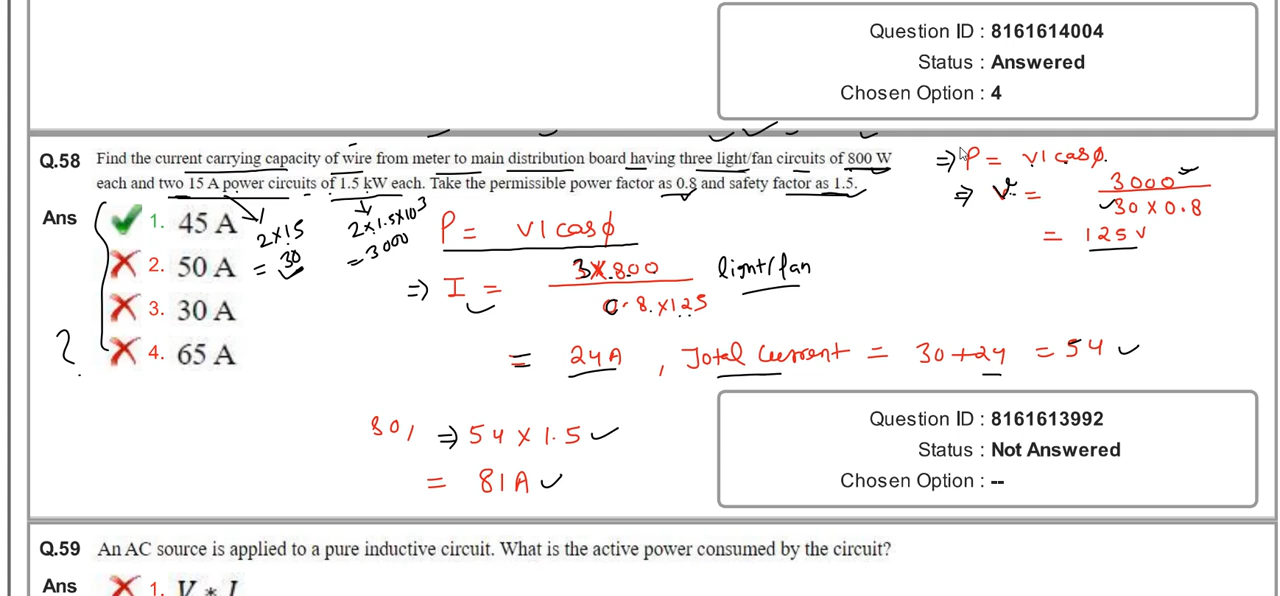 Question ID : 8161614004
Status : Answered
Chosen Option : 4
Q.58 Find the current carrying capacity of wire from meter to main distribution board having three light/fan circuits of 800 W
each and two 15 A power circuits of 1.5 kW each. Take the permissible power factor as 0.8 and safety factor as 1.5.
Ans
1. 45 A
2. 50 A
3. 30 A
4. 65 A
?
2×15
= 30
2×1.5×10³
= 3000
P = VI cosϕ
⇒ I = 3×800 / 0.8×125 light/fan
= 24A , Total Current = 30+24 = 54
so, ⇒ 54 × 1.5
= 81A
⇒ P = VI cosϕ.
⇒ V = 3000 / 30 × 0.8
= 125 V
Question ID : 8161613992
Status : Not Answered
Chosen Option : --
Q.59 An AC source is applied to a pure inductive circuit. What is the active power consumed by the circuit?
Ans
1. V * I